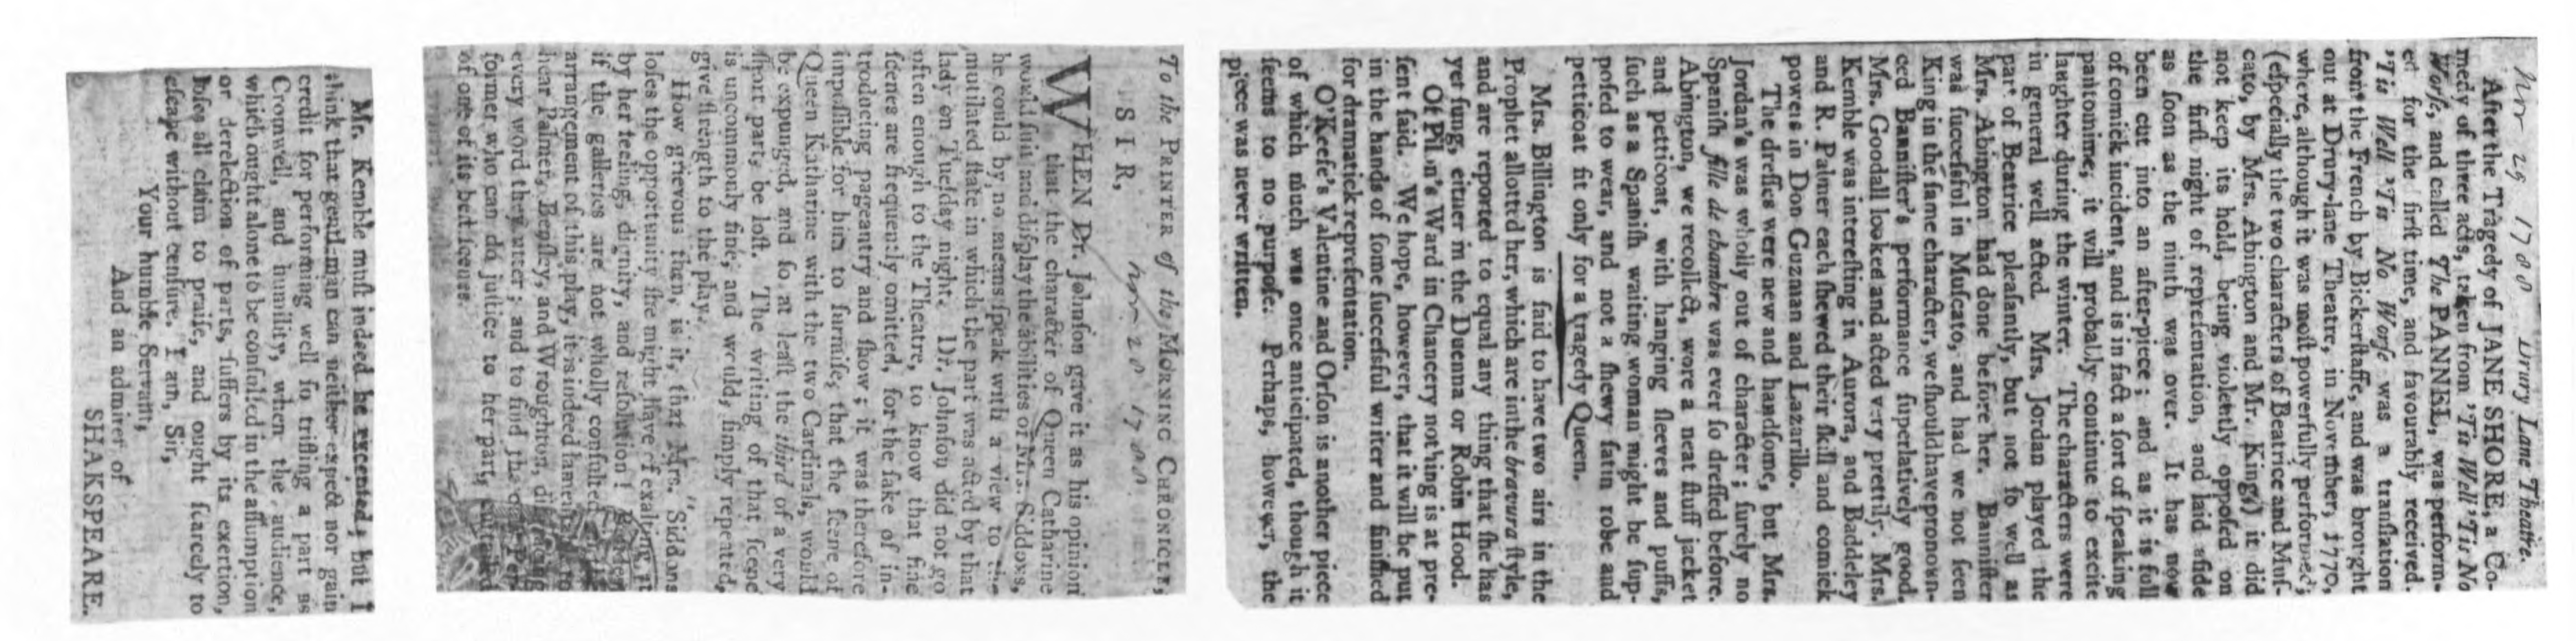 Nov 29 1788 Drury Lane Theatre.
After the Tragedy of JANE SHORE, a Co-
medy of three acts, taken from 'Tis Well 'Tis No
Worſe, and called The PANNEL, was perform-
ed for the firſt time, and favourably received.
'Tis Well 'Tis No Worſe was a tranſlation
from the French by Bickerſtaffe, and was brorght
out at Drury-lane Theatre, in November, 1770,
where, although it was moſt powerfully performed;
(eſpecially the two characters of Beatrice and Muſ-
cato, by Mrs. Abington and Mr. King,) it did
not keep its hold, being violently oppoſed on
the firſt night of repreſentation, and laid aſide
as ſoon as the ninth was over. It has now
been cut into an after-piece; and as it is full
of comick incident, and is in fact a ſort of ſpeaking
pantomime, it will probably continue to excite
laughter during the winter. The characters were
in general well acted. Mrs. Jordan played the
part of Beatrice pleaſantly, but not ſo well as
Mrs. Abington had done before her. Banniſter
was ſucceſsful in Muſcato, and had we not ſeen
King in the ſame character, we ſhould have pronoun-
ced Banniſter's performance ſuperlatively good.
Mrs. Goodall looked and acted very prettily. Mrs.
Kemble was intereſting in Aurora, and Baddeley
and R. Palmer each ſhewed their ſkill and comick
powers in Don Guzman and Lazarillo.
The dreſſes were new and handſome, but Mrs.
Jordan's was wholly out of character; ſurely no
Spaniſh fille de chambre was ever ſo dreſſed before.
Abington, we recollect, wore a neat ſtuff jacket
and petticoat, with hanging ſleeves and puffs,
ſuch as a Spaniſh waiting woman might be ſup-
poſed to wear, and not a ſhewy ſatin robe and
petticoat fit only for a tragedy Queen.
Mrs. Billington is ſaid to have two airs in the
Prophet allotted her, which are in the bravura ſtyle,
and are reported to equal any thing that ſhe has
yet ſung, either in the Duenna or Robin Hood.
Of Pilon's Ward in Chancery nothing is at pre-
ſent ſaid. We hope, however, that it will be put
in the hands of ſome ſucceſsful writer and finiſhed
for dramatick repreſentation.
O'Keefe's Valentine and Orſon is another piece
of which much was once anticipated, though it
ſeems to no purpoſe. Perhaps, however, the
piece was never written.
To the PRINTER of the MORNING CHRONICLE,
Nov 28 1788.
SIR,
WHEN Dr. Johnſon gave it as his opinion
that the character of Queen Catharine
would ſuit and diſplay the abilities of Mrs. Siddons,
he could by no means ſpeak with a view to the
mutilated ſtate in which the part was acted by that
lady on Tueſday night. Dr. Johnſon did not go
often enough to the Theatre, to know that fine
ſcenes are frequently omitted, for the ſake of in-
troducing pageantry and ſhow; it was therefore
impoſſible for him to ſurmiſe, that the ſcene of
Queen Katharine with the two Cardinals, would
be expunged, and ſo at leaſt the third of a very
ſhort part, be loſt. The writing of that ſcene
is uncommonly fine, and would, ſimply repeated,
give ſtrength to the play.
How grievous then, is it, that Mrs. Siddons
loſes the opportunity ſhe might have of exalting it
by her feeling, dignity, and reſolution!
if the galleries are not wholly conſulted
arrangement of this play, it is indeed lament
hear Palmer, Benſley, and Wroughton,
every word they utter; and to find the
former who can do juſtice to her part,
of one of its beſt ſcenes.
Mr. Kemble muſt indeed be excepted, but I
think that gentleman can neither expect nor gain
credit for performing well ſo trifling a part as
Cromwell, and humility, when the audience,
which ought alone to be conſulted in the aſſumption
or dereliction of parts, ſuffers by its exertion,
loſes all claim to praiſe, and ought ſcarcely to
eſcape without cenſure. I am, Sir,
Your humble Servant,
And an admirer of
SHAKSPEARE.